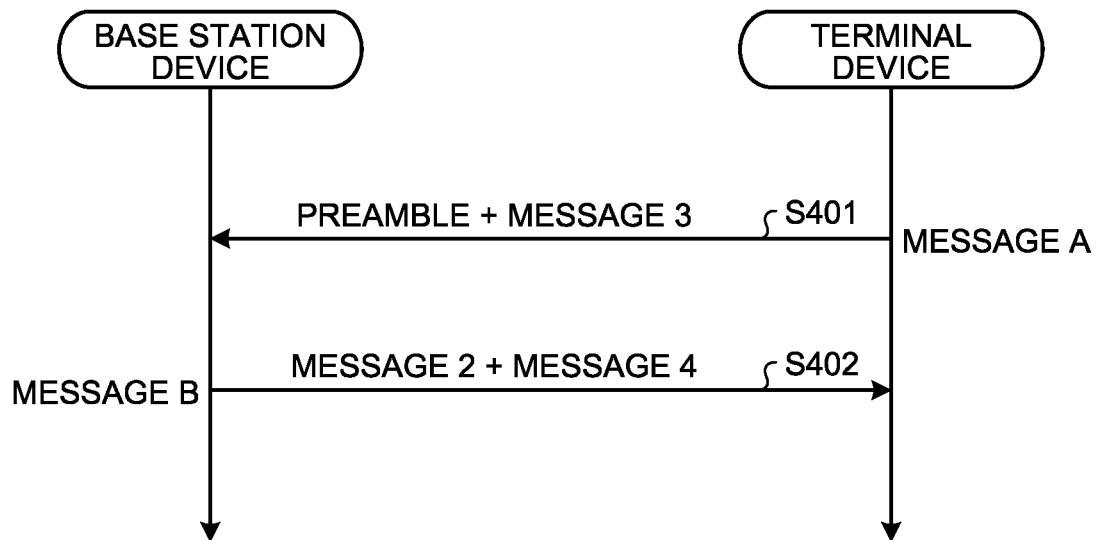 BASE STATION
DEVICE
TERMINAL
DEVICE
PREAMBLE + MESSAGE 3
S401
MESSAGE A
MESSAGE 2 + MESSAGE 4
S402
MESSAGE B